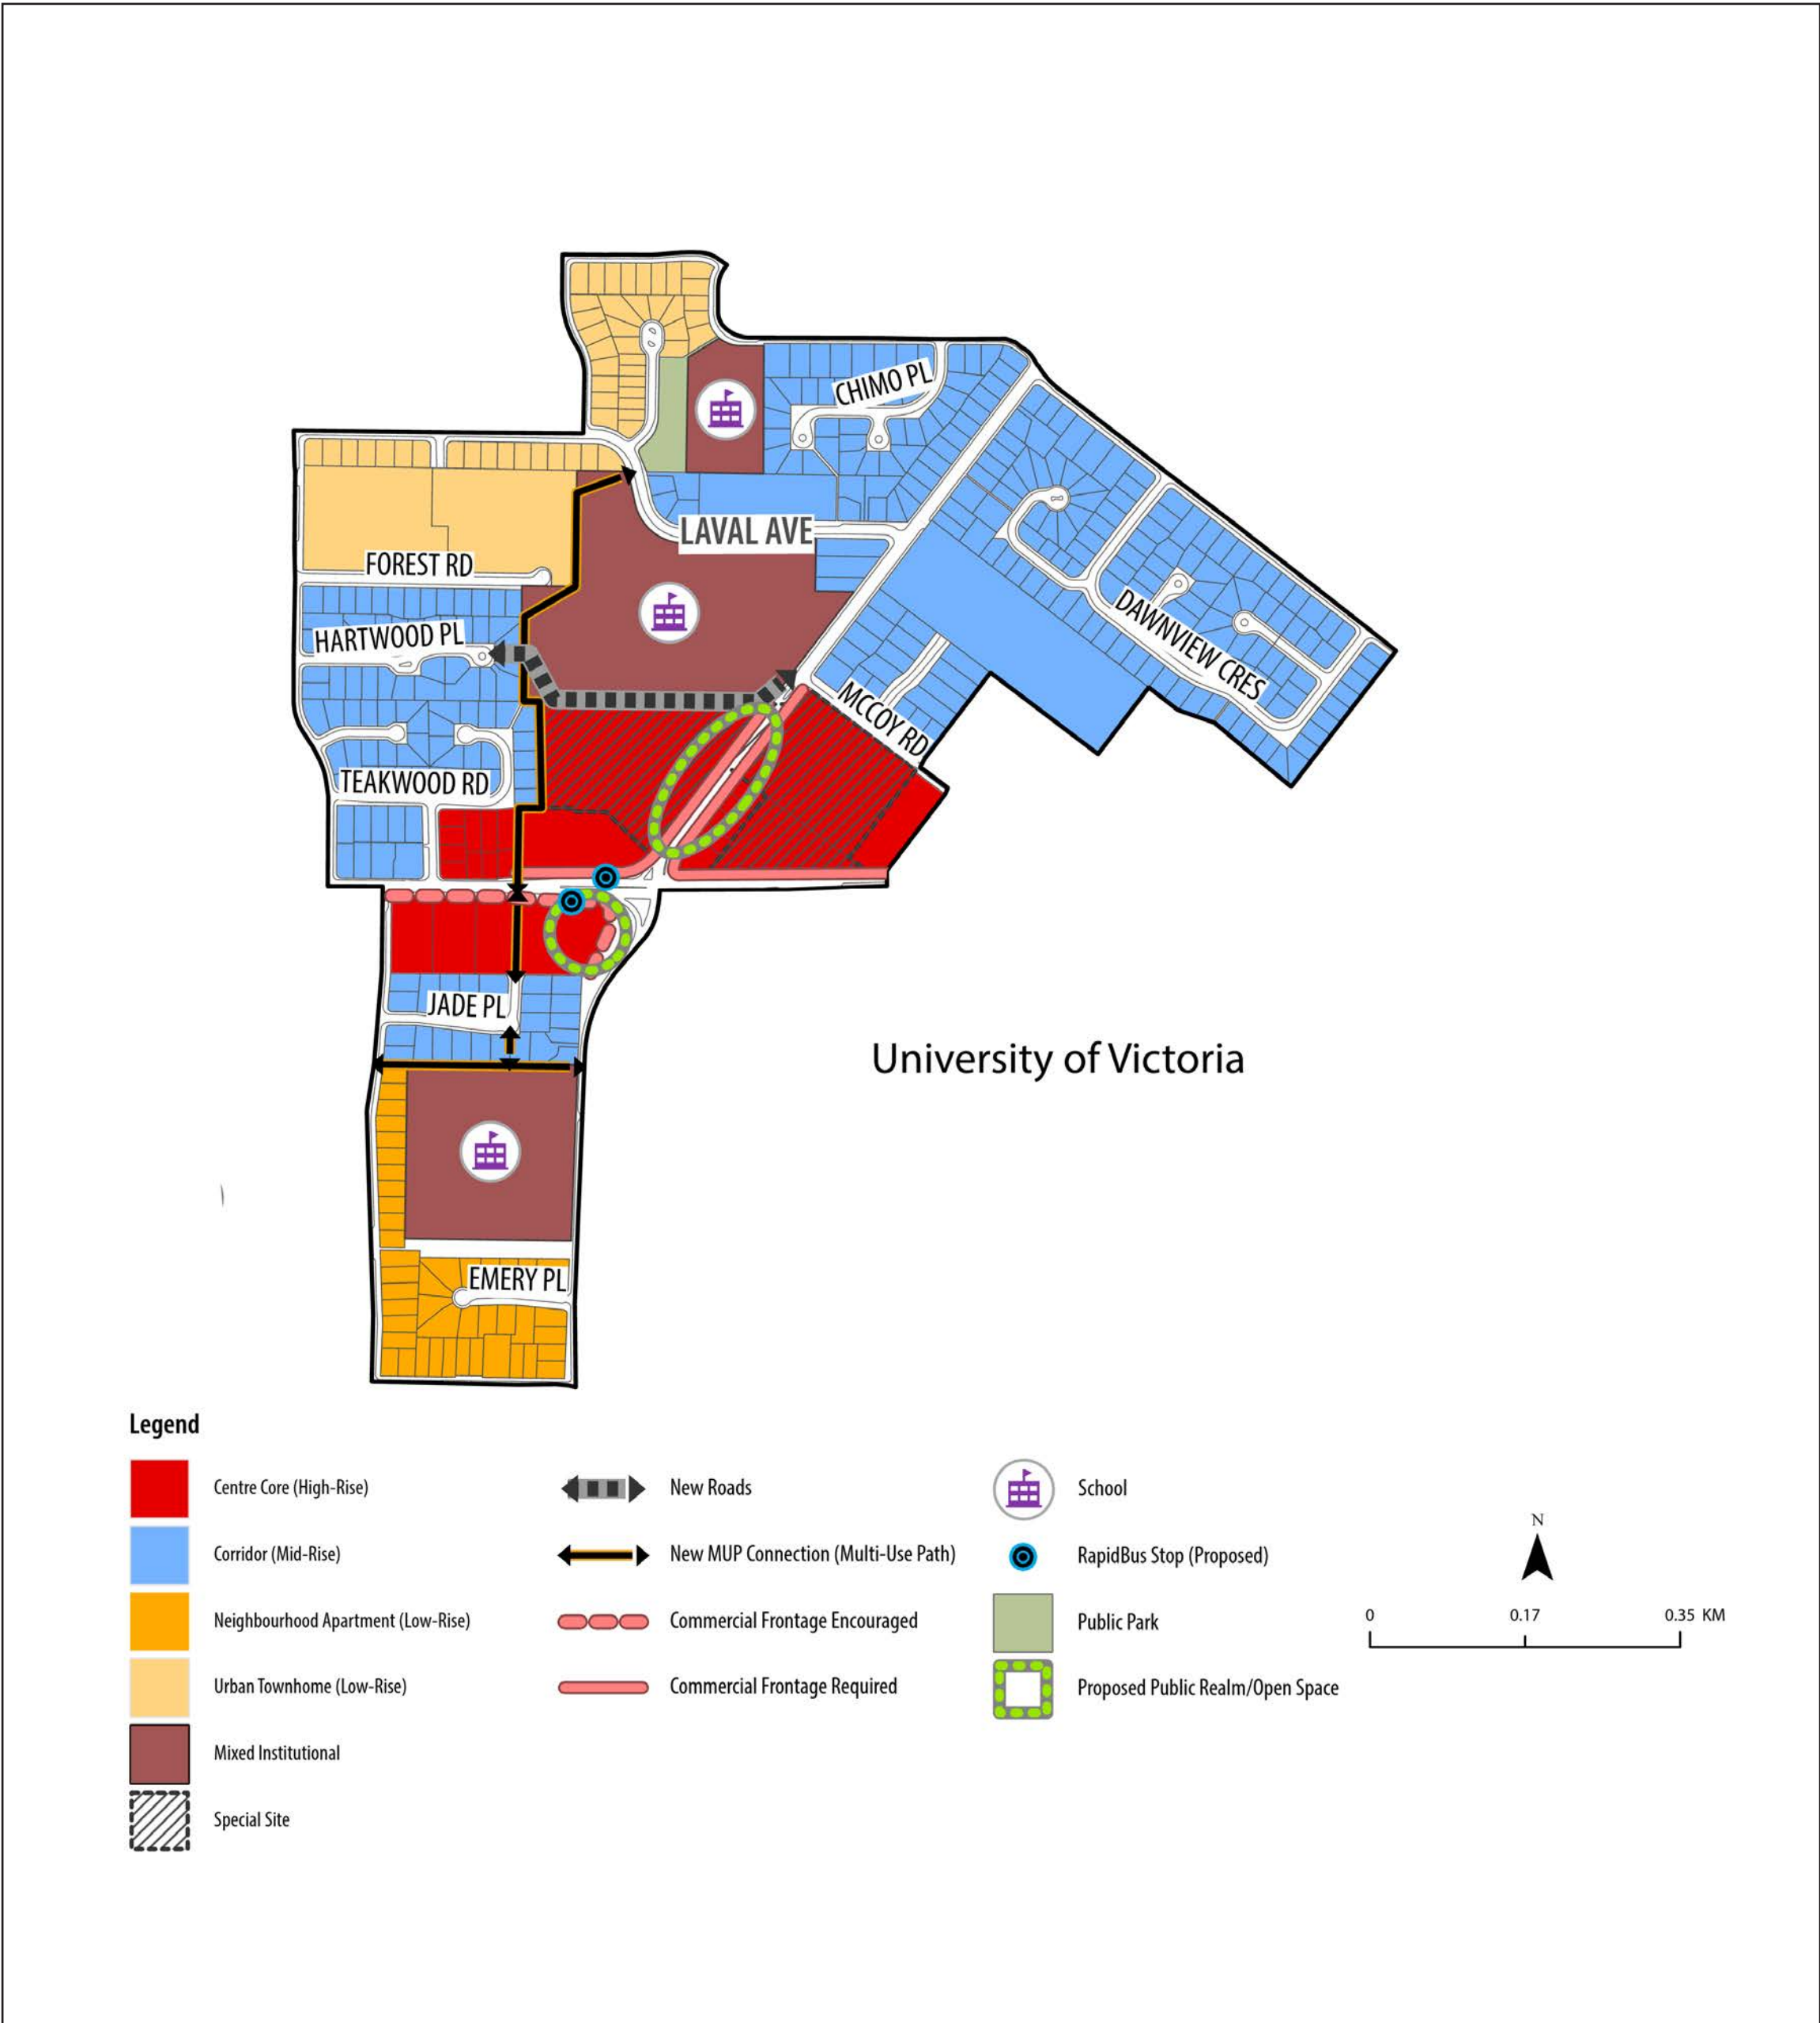 CHIMO PL
LAVAL AVE
FOREST RD
HARTWOOD PL
DAWNVIEW CRES
MCCOY RD
TEAKWOOD RD
JADE PL
University of Victoria
EMERY PL
Legend
Centre Core (High-Rise)
Corridor (Mid-Rise)
Neighbourhood Apartment (Low-Rise)
Urban Townhome (Low-Rise)
Mixed Institutional
Special Site
New Roads
New MUP Connection (Multi-Use Path)
Commercial Frontage Encouraged
Commercial Frontage Required
School
RapidBus Stop (Proposed)
Public Park
Proposed Public Realm/Open Space
N
0 0.17 0.35 KM